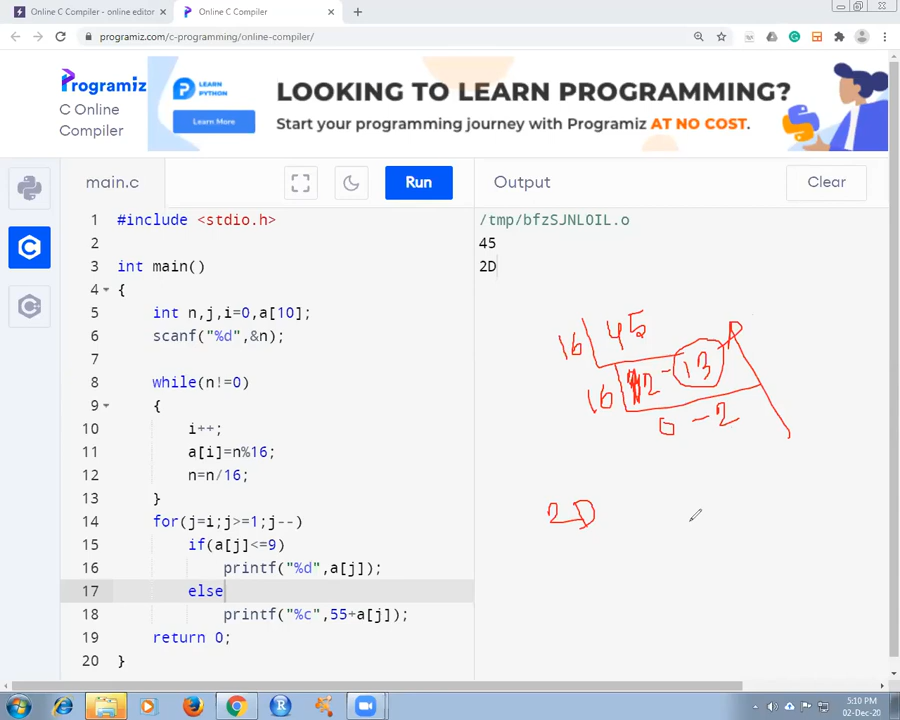 Online C Compiler - online editor
Online C Compiler
programiz.com/c-programming/online-compiler/
Programiz
C Online
Compiler
LEARN
PYTHON
Learn More
LOOKING TO LEARN PROGRAMMING?
Start your programming journey with Programiz AT NO COST.
main.c
Run
Output
Clear
1 #include <stdio.h>
2
3 int main()
4 {
5 int n,j,i=0,a[10];
6 scanf("%d",&n);
7
8 while(n!=0)
9 {
10 i++;
11 a[i]=n%16;
12 n=n/16;
13 }
14 for(j=i;j>=1;j--)
15 if(a[j]<=9)
16 printf("%d",a[j]);
17 else
18 printf("%c",55+a[j]);
19 return 0;
20 }
/tmp/bfzSJNL0IL.o
45
2D
16 45
16 2 - 13
0 - 2
2D
5:10 PM
02-Dec-20